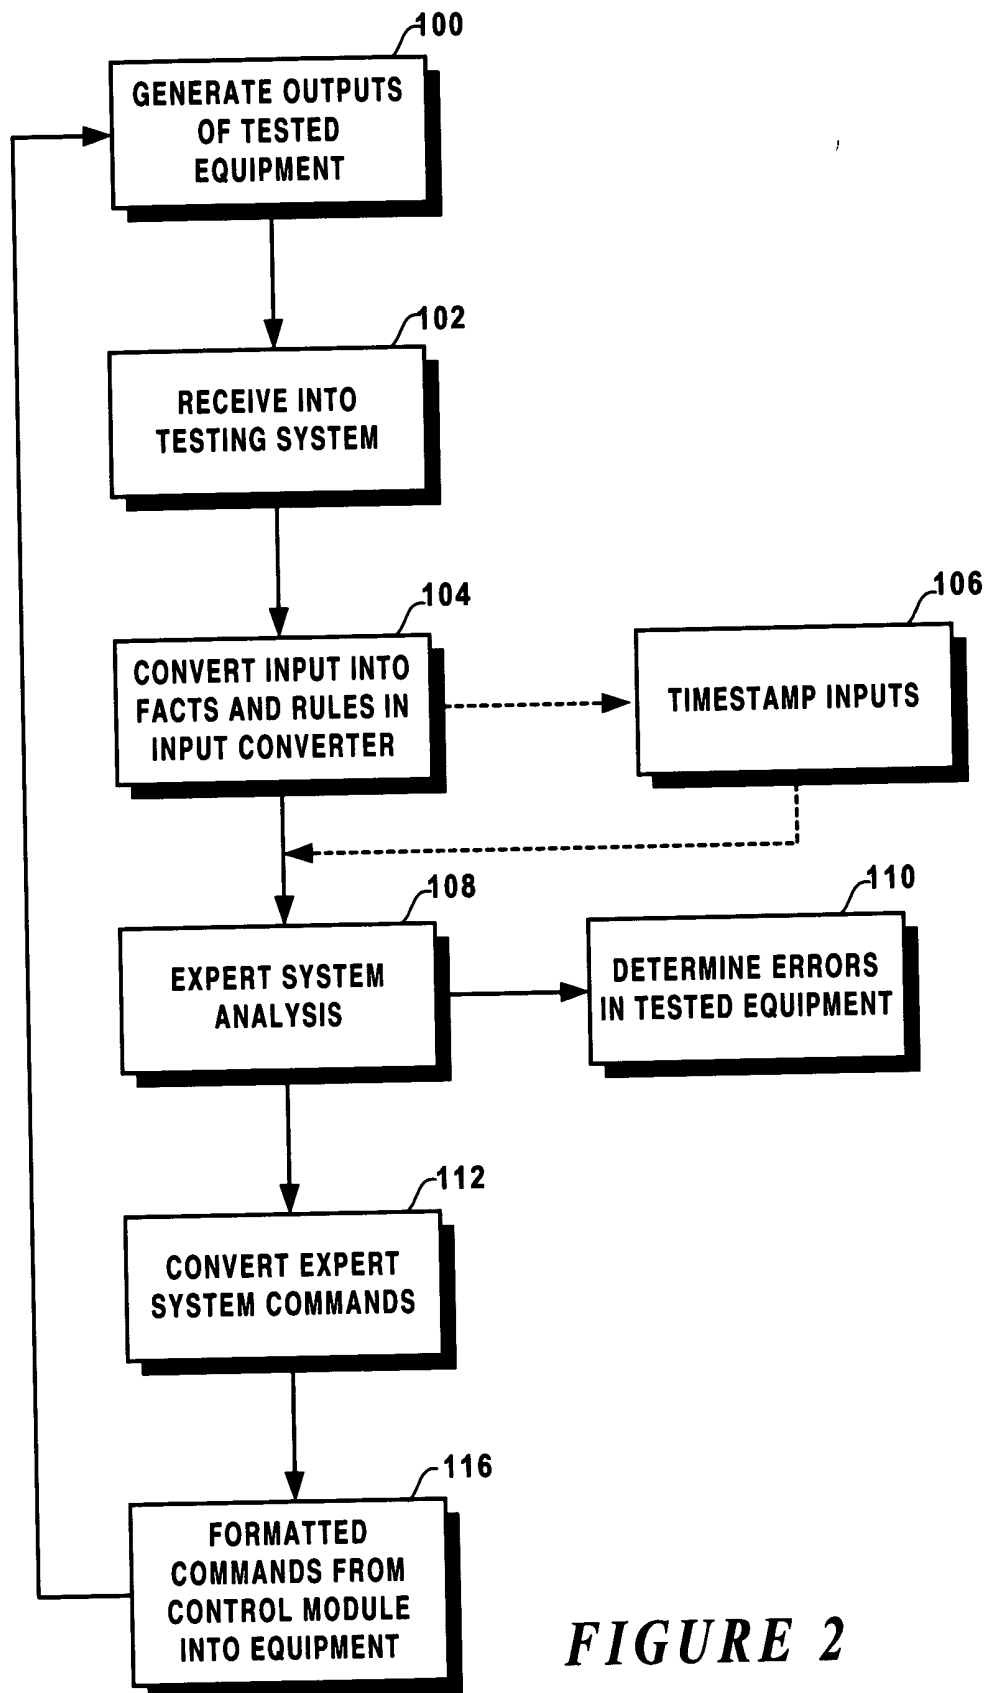 100
GENERATE OUTPUTS
OF TESTED
EQUIPMENT
102
RECEIVE INTO
TESTING SYSTEM
104
CONVERT INPUT INTO
FACTS AND RULES IN
INPUT CONVERTER
106
TIMESTAMP INPUTS
108
EXPERT SYSTEM
ANALYSIS
110
DETERMINE ERRORS
IN TESTED EQUIPMENT
112
CONVERT EXPERT
SYSTEM COMMANDS
116
FORMATTED
COMMANDS FROM
CONTROL MODULE
INTO EQUIPMENT
FIGURE 2